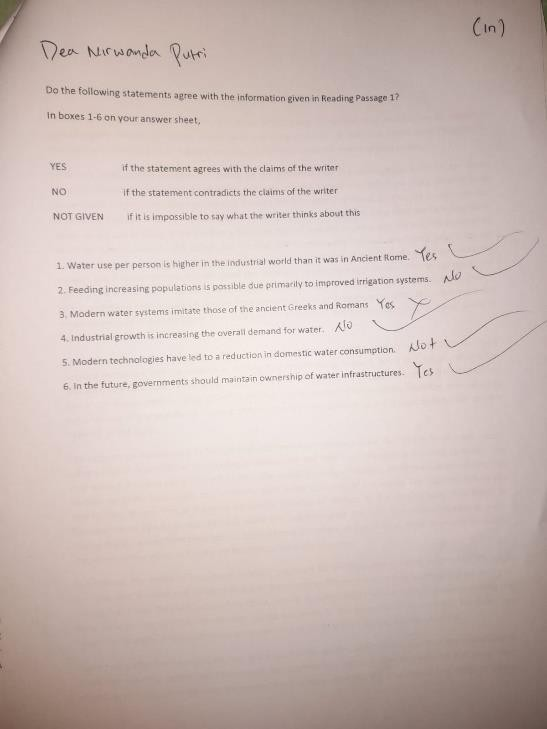 (in)
Dea Nirwanda Putri
Do the following statements agree with the information given in Reading Passage 1?
In boxes 1-6 on your answer sheet,
YES if the statement agrees with the claims of the writer
NO if the statement contradicts the claims of the writer
NOT GIVEN if it is impossible to say what the writer thinks about this
1. Water use per person is higher in the industrial world than it was in Ancient Rome. Yes
2. Feeding increasing populations is possible due primarily to improved irrigation systems. No
3. Modern water systems imitate those of the ancient Greeks and Romans Yes
4. Industrial growth is increasing the overall demand for water. No
5. Modern technologies have led to a reduction in domestic water consumption. Not
6. In the future, governments should maintain ownership of water infrastructures. Yes